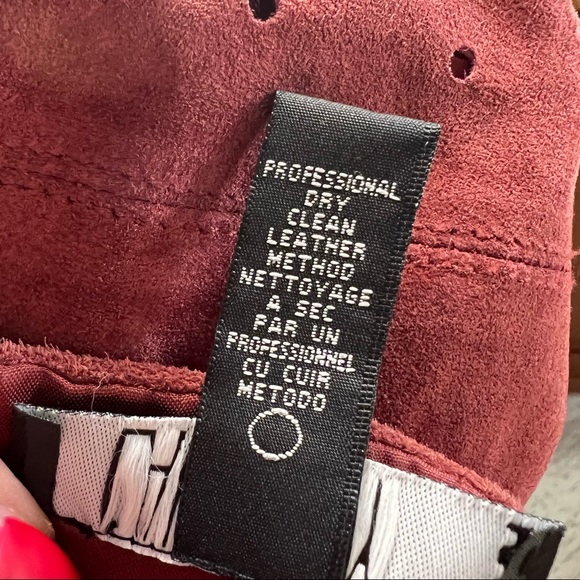 PROFESSIONAL
DRY
CLEAN
LEATHER
METHOD
NETTOYAGE
A SEC
PAR UN
PROFESSIONNEL
CU CUIR
METODO